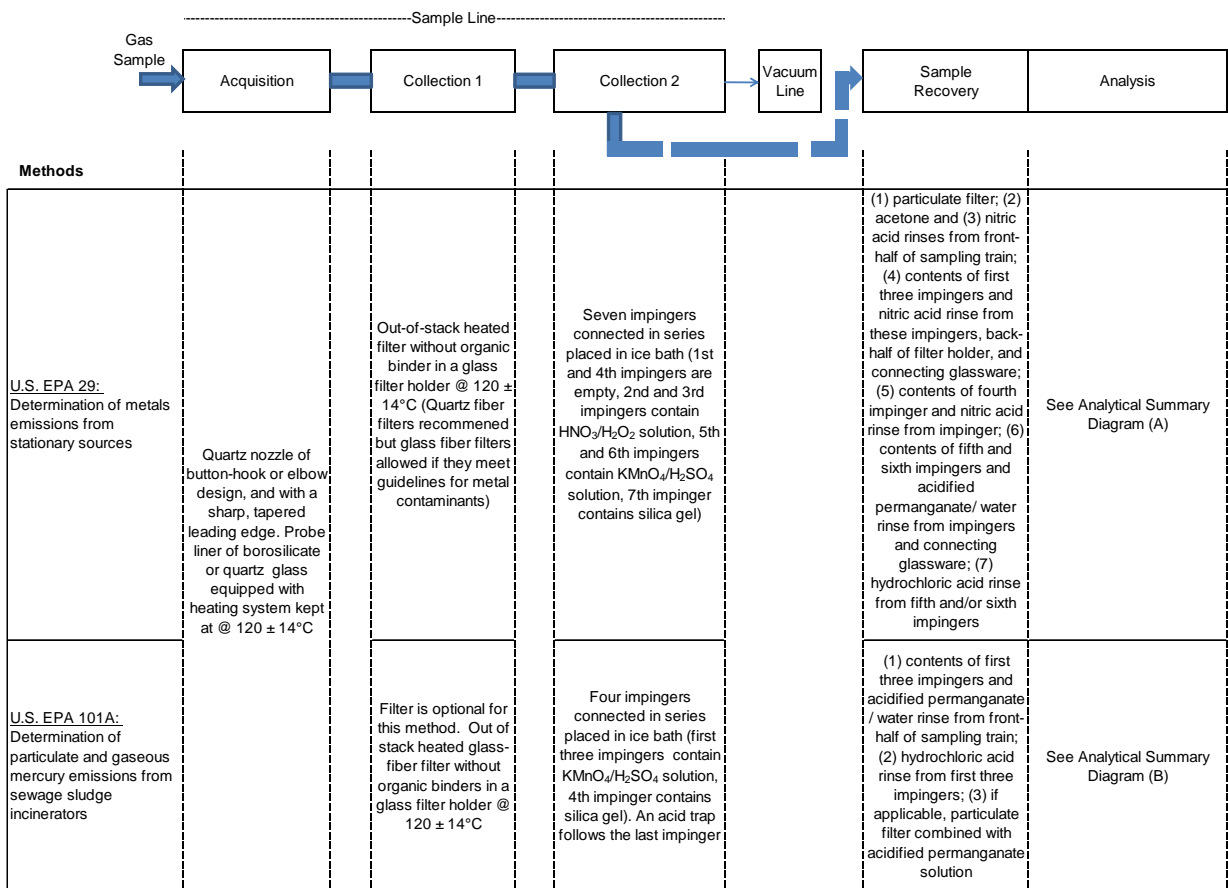 Sample Line
Gas
Sample
Acquisition
Collection 1
Collection 2
Vacuum
Line
Sample
Recovery
Analysis
Methods
U.S. EPA 29:
Determination of metals
emissions from
stationary sources
Quartz nozzle of
button-hook or elbow
design, and with a
sharp, tapered
leading edge. Probe
liner of borosilicate
or quartz glass
equipped with
heating system kept
at @ 120 ± 14°C
Out-of-stack heated
filter without organic
binder in a glass
filter holder @ 120 ±
14°C (Quartz fiber
filters recommened
but glass fiber filters
allowed if they meet
guidelines for metal
contaminants)
Seven impingers
connected in series
placed in ice bath (1st
and 4th impingers are
empty, 2nd and 3rd
impingers contain
HNO₃/H₂O₂ solution, 5th
and 6th impingers
contain KMnO₄/H₂SO₄
solution, 7th impinger
contains silica gel)
(1) particulate filter; (2)
acetone and (3) nitric
acid rinses from front-
half of sampling train;
(4) contents of first
three impingers and
nitric acid rinse from
these impingers, back-
half of filter holder, and
connecting glassware;
(5) contents of fourth
impinger and nitric acid
rinse from impinger; (6)
contents of fifth and
sixth impingers and
acidified
permanganate/ water
rinse from impingers
and connecting
glassware; (7)
hydrochloric acid rinse
from fifth and/or sixth
impingers
See Analytical Summary
Diagram (A)
U.S. EPA 101A:
Determination of
particulate and gaseous
mercury emissions from
sewage sludge
incinerators
Filter is optional for
this method. Out of
stack heated glass-
fiber filter without
organic binders in a
glass filter holder @
120 ± 14°C
Four impingers
connected in series
placed in ice bath (first
three impingers contain
KMnO₄/H₂SO₄ solution,
4th impinger contains
silica gel). An acid trap
follows the last impinger
(1) contents of first
three impingers and
acidified permanganate
/ water rinse from front-
half of sampling train;
(2) hydrochloric acid
rinse from first three
impingers; (3) if
applicable, particulate
filter combined with
acidified permanganate
solution
See Analytical Summary
Diagram (B)